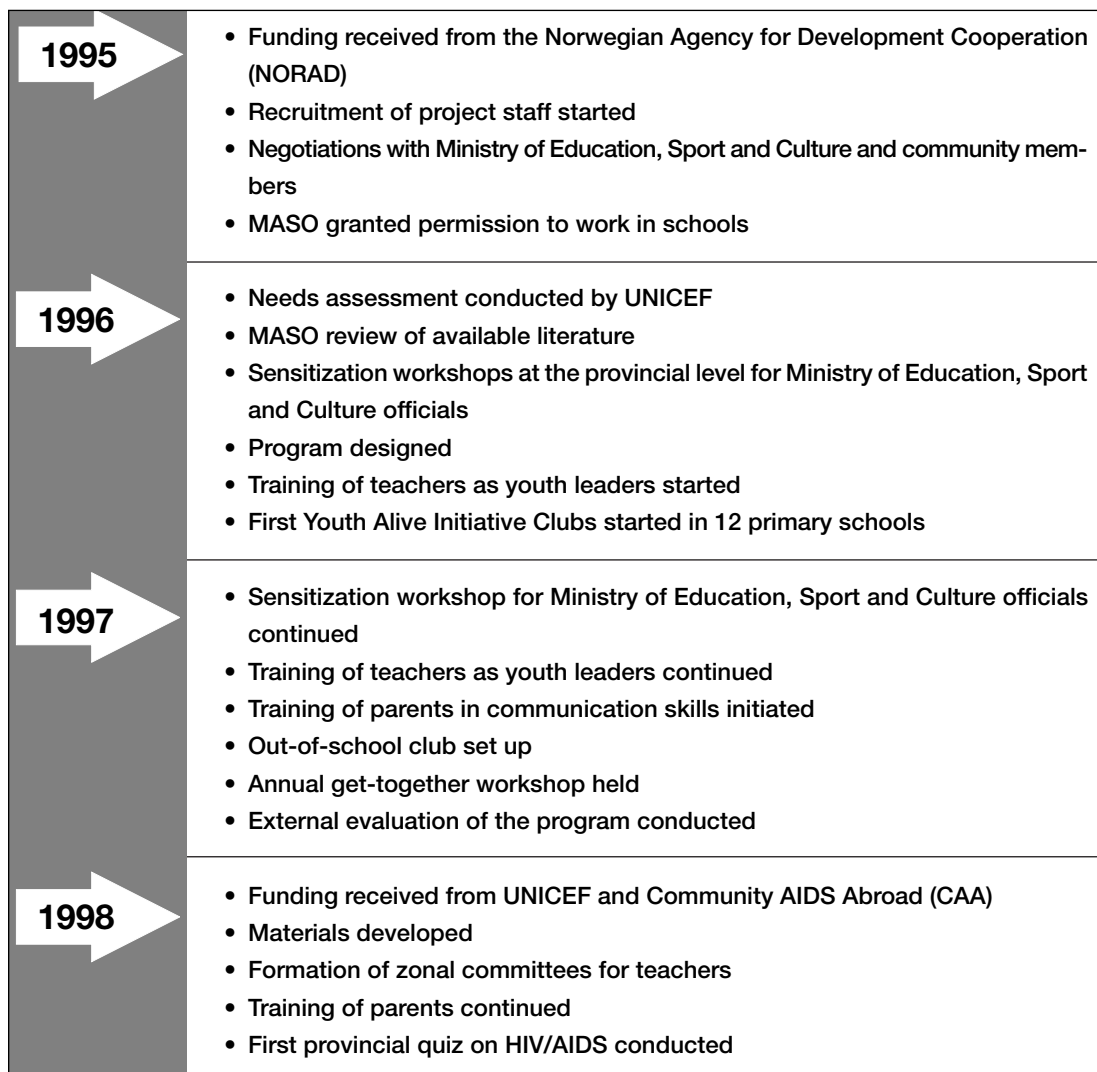 1995
• Funding received from the Norwegian Agency for Development Cooperation
(NORAD)
• Recruitment of project staff started
• Negotiations with Ministry of Education, Sport and Culture and community mem-
bers
• MASO granted permission to work in schools
1996
• Needs assessment conducted by UNICEF
• MASO review of available literature
• Sensitization workshops at the provincial level for Ministry of Education, Sport
and Culture officials
• Program designed
• Training of teachers as youth leaders started
• First Youth Alive Initiative Clubs started in 12 primary schools
1997
• Sensitization workshop for Ministry of Education, Sport and Culture officials
continued
• Training of teachers as youth leaders continued
• Training of parents in communication skills initiated
• Out-of-school club set up
• Annual get-together workshop held
• External evaluation of the program conducted
1998
• Funding received from UNICEF and Community AIDS Abroad (CAA)
• Materials developed
• Formation of zonal committees for teachers
• Training of parents continued
• First provincial quiz on HIV/AIDS conducted